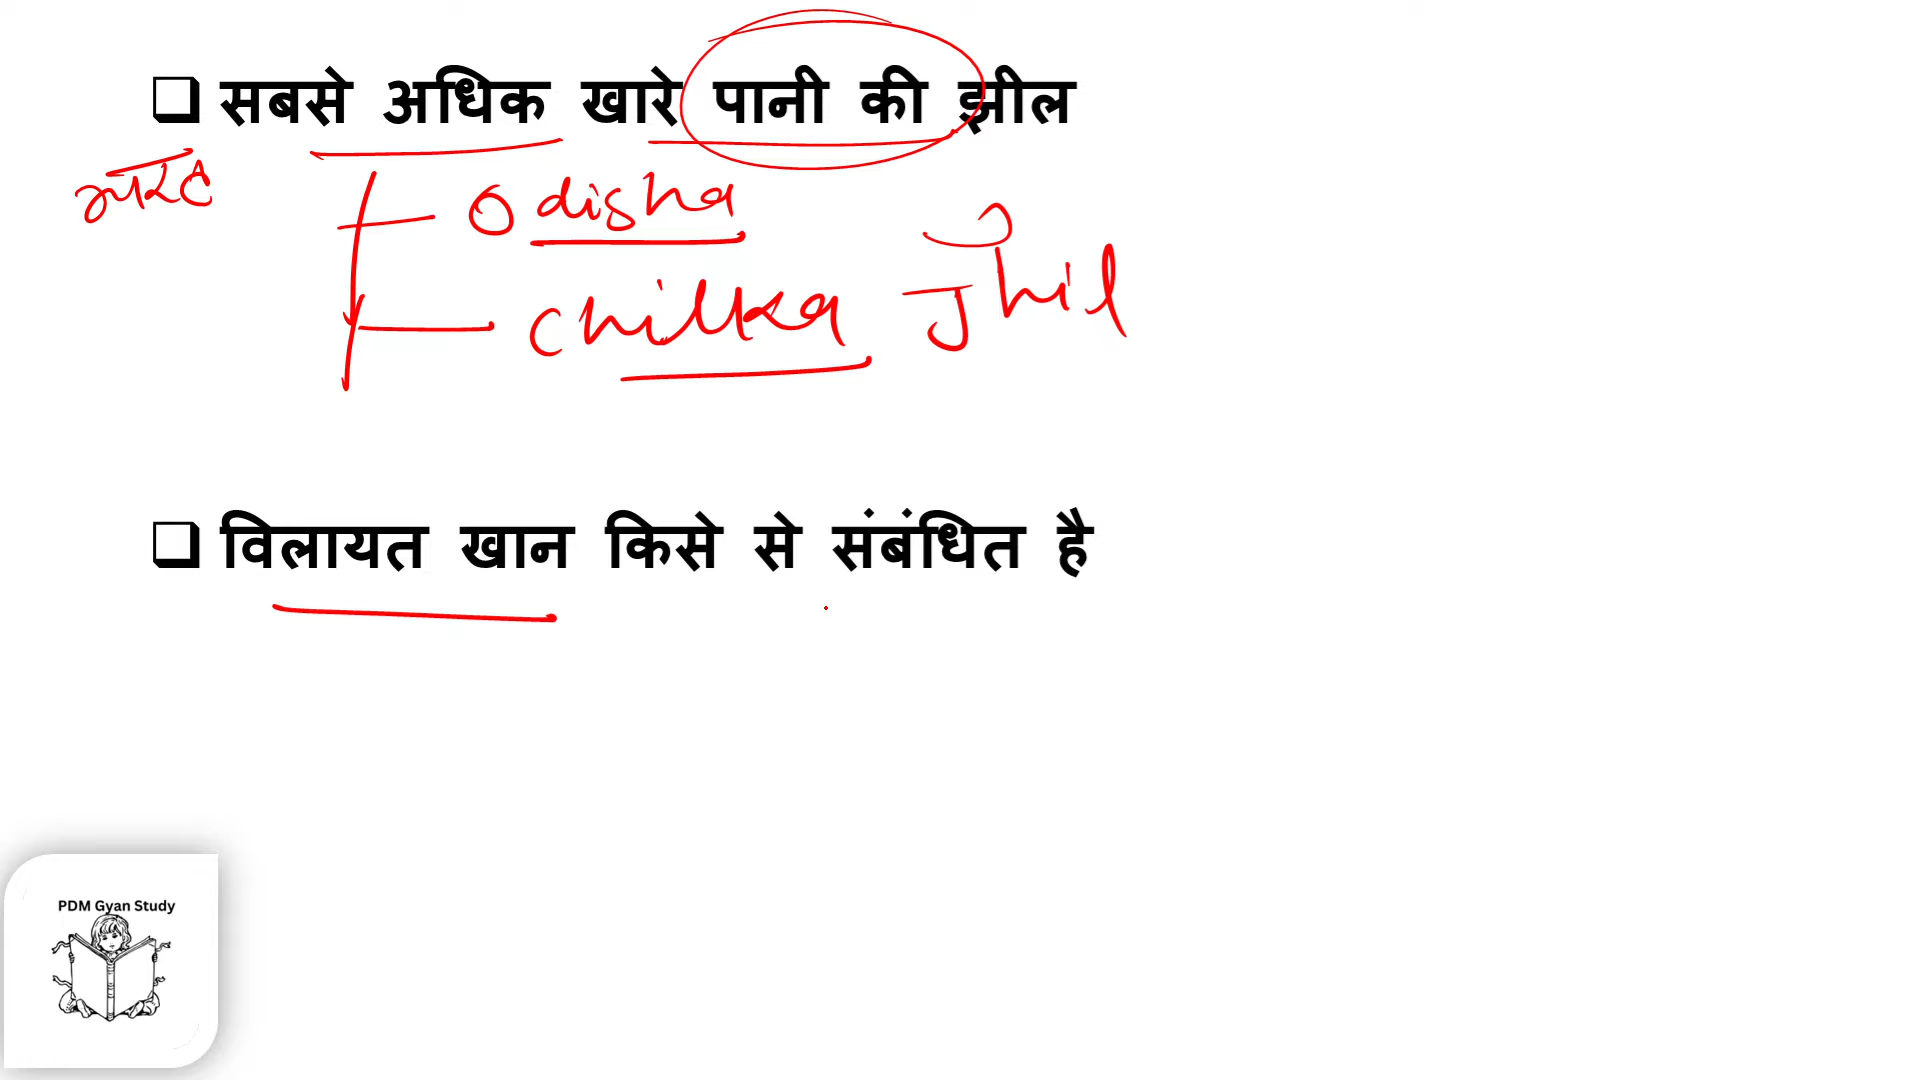 सबसे अधिक खारे पानी की झील
भारत
Odisha
chilka Jhil
विलायत खान किसे से संबंधित है
PDM Gyan Study